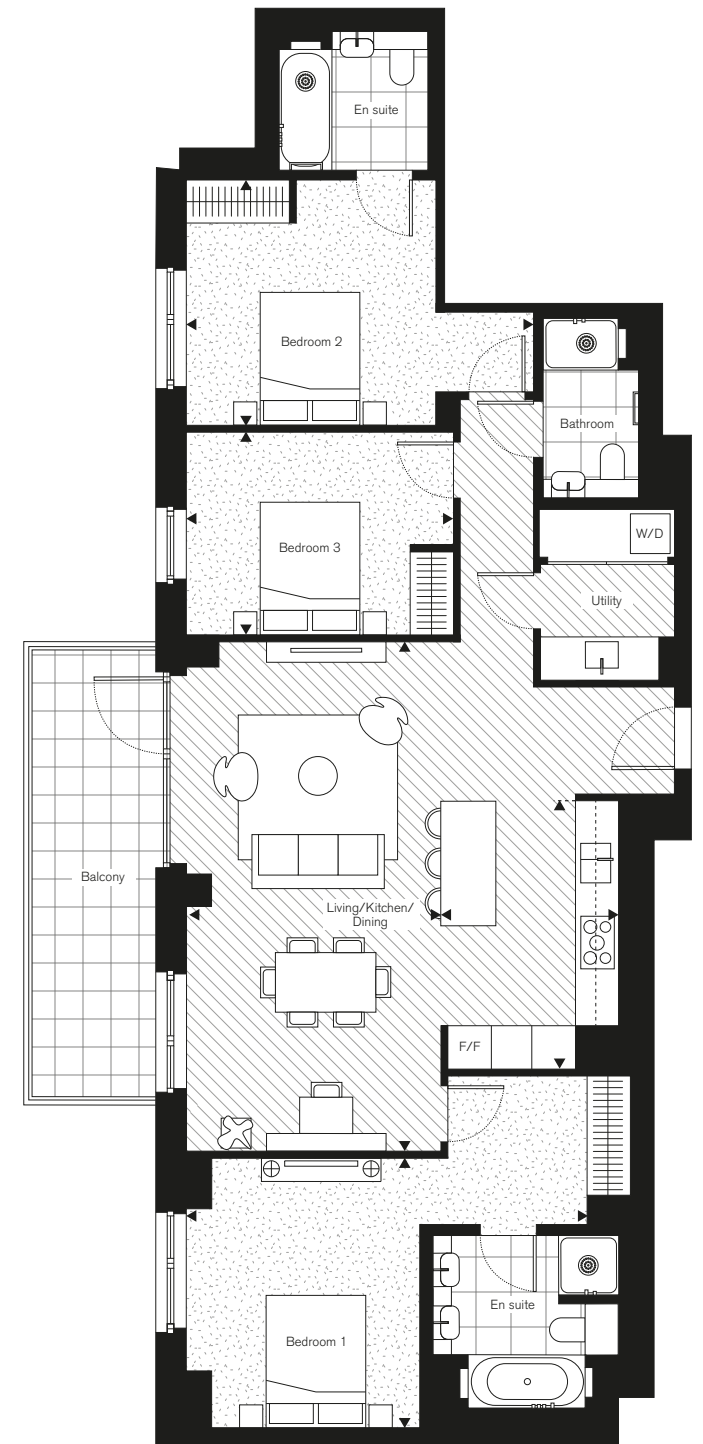 En suite
Bedroom 2
Bathroom
W/D
Bedroom 3
Utility
Balcony
Living/Kitchen/
Dining
F/F
En suite
Bedroom 1